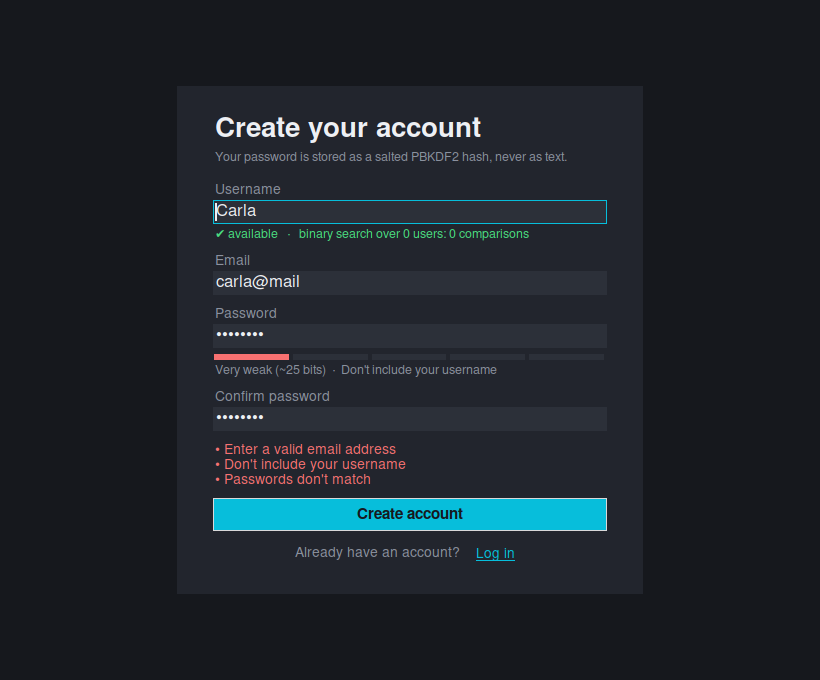 Create your account
Your password is stored as a salted PBKDF2 hash, never as text.
Username
Carla
✔ available · binary search over 0 users: 0 comparisons
Email
carla@mail
Password
••••••••
Very weak (~25 bits) · Don't include your username
Confirm password
••••••••
• Enter a valid email address
• Don't include your username
• Passwords don't match
Create account
Already have an account? Log in